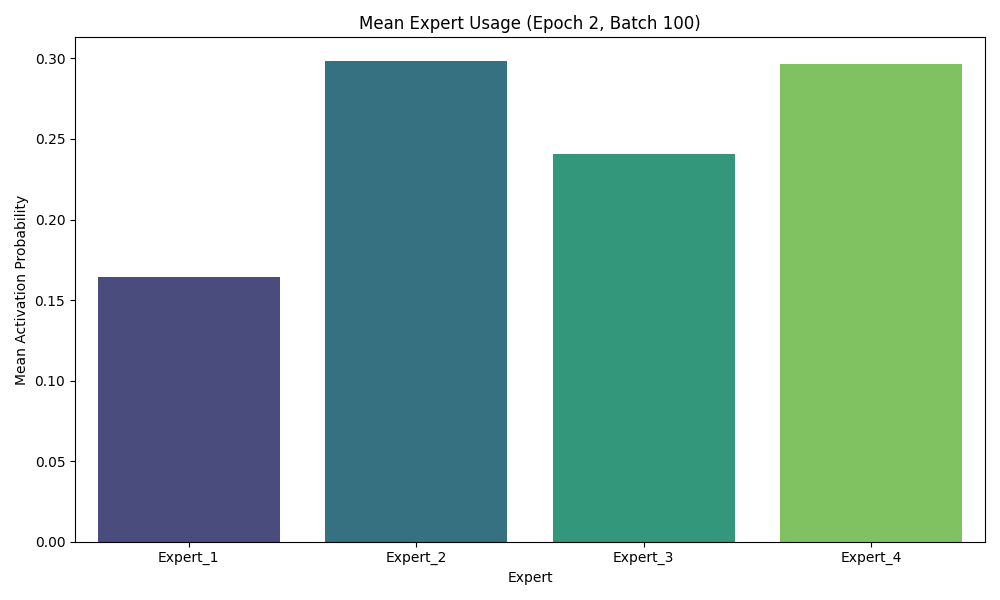 Mean Expert Usage (Epoch 2, Batch 100)
Mean Activation Probability
0.30
0.25
0.20
0.15
0.10
0.05
0.00
Expert_1 Expert_2 Expert_3 Expert_4
Expert